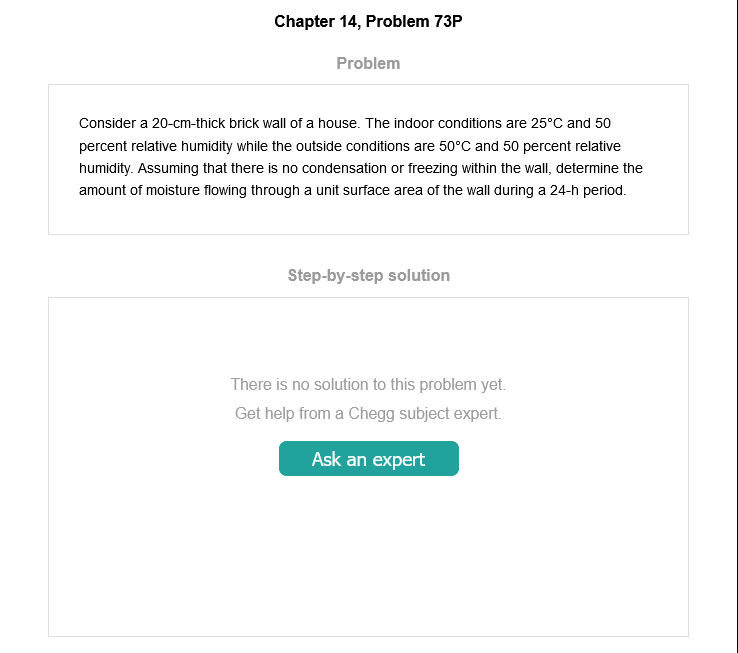 Chapter 14, Problem 73P
Problem
Consider a 20-cm-thick brick wall of a house. The indoor conditions are 25°C and 50
percent relative humidity while the outside conditions are 50°C and 50 percent relative
humidity. Assuming that there is no condensation or freezing within the wall, determine the
amount of moisture flowing through a unit surface area of the wall during a 24-h period.
Step-by-step solution
There is no solution to this problem yet.
Get help from a Chegg subject expert.
Ask an expert